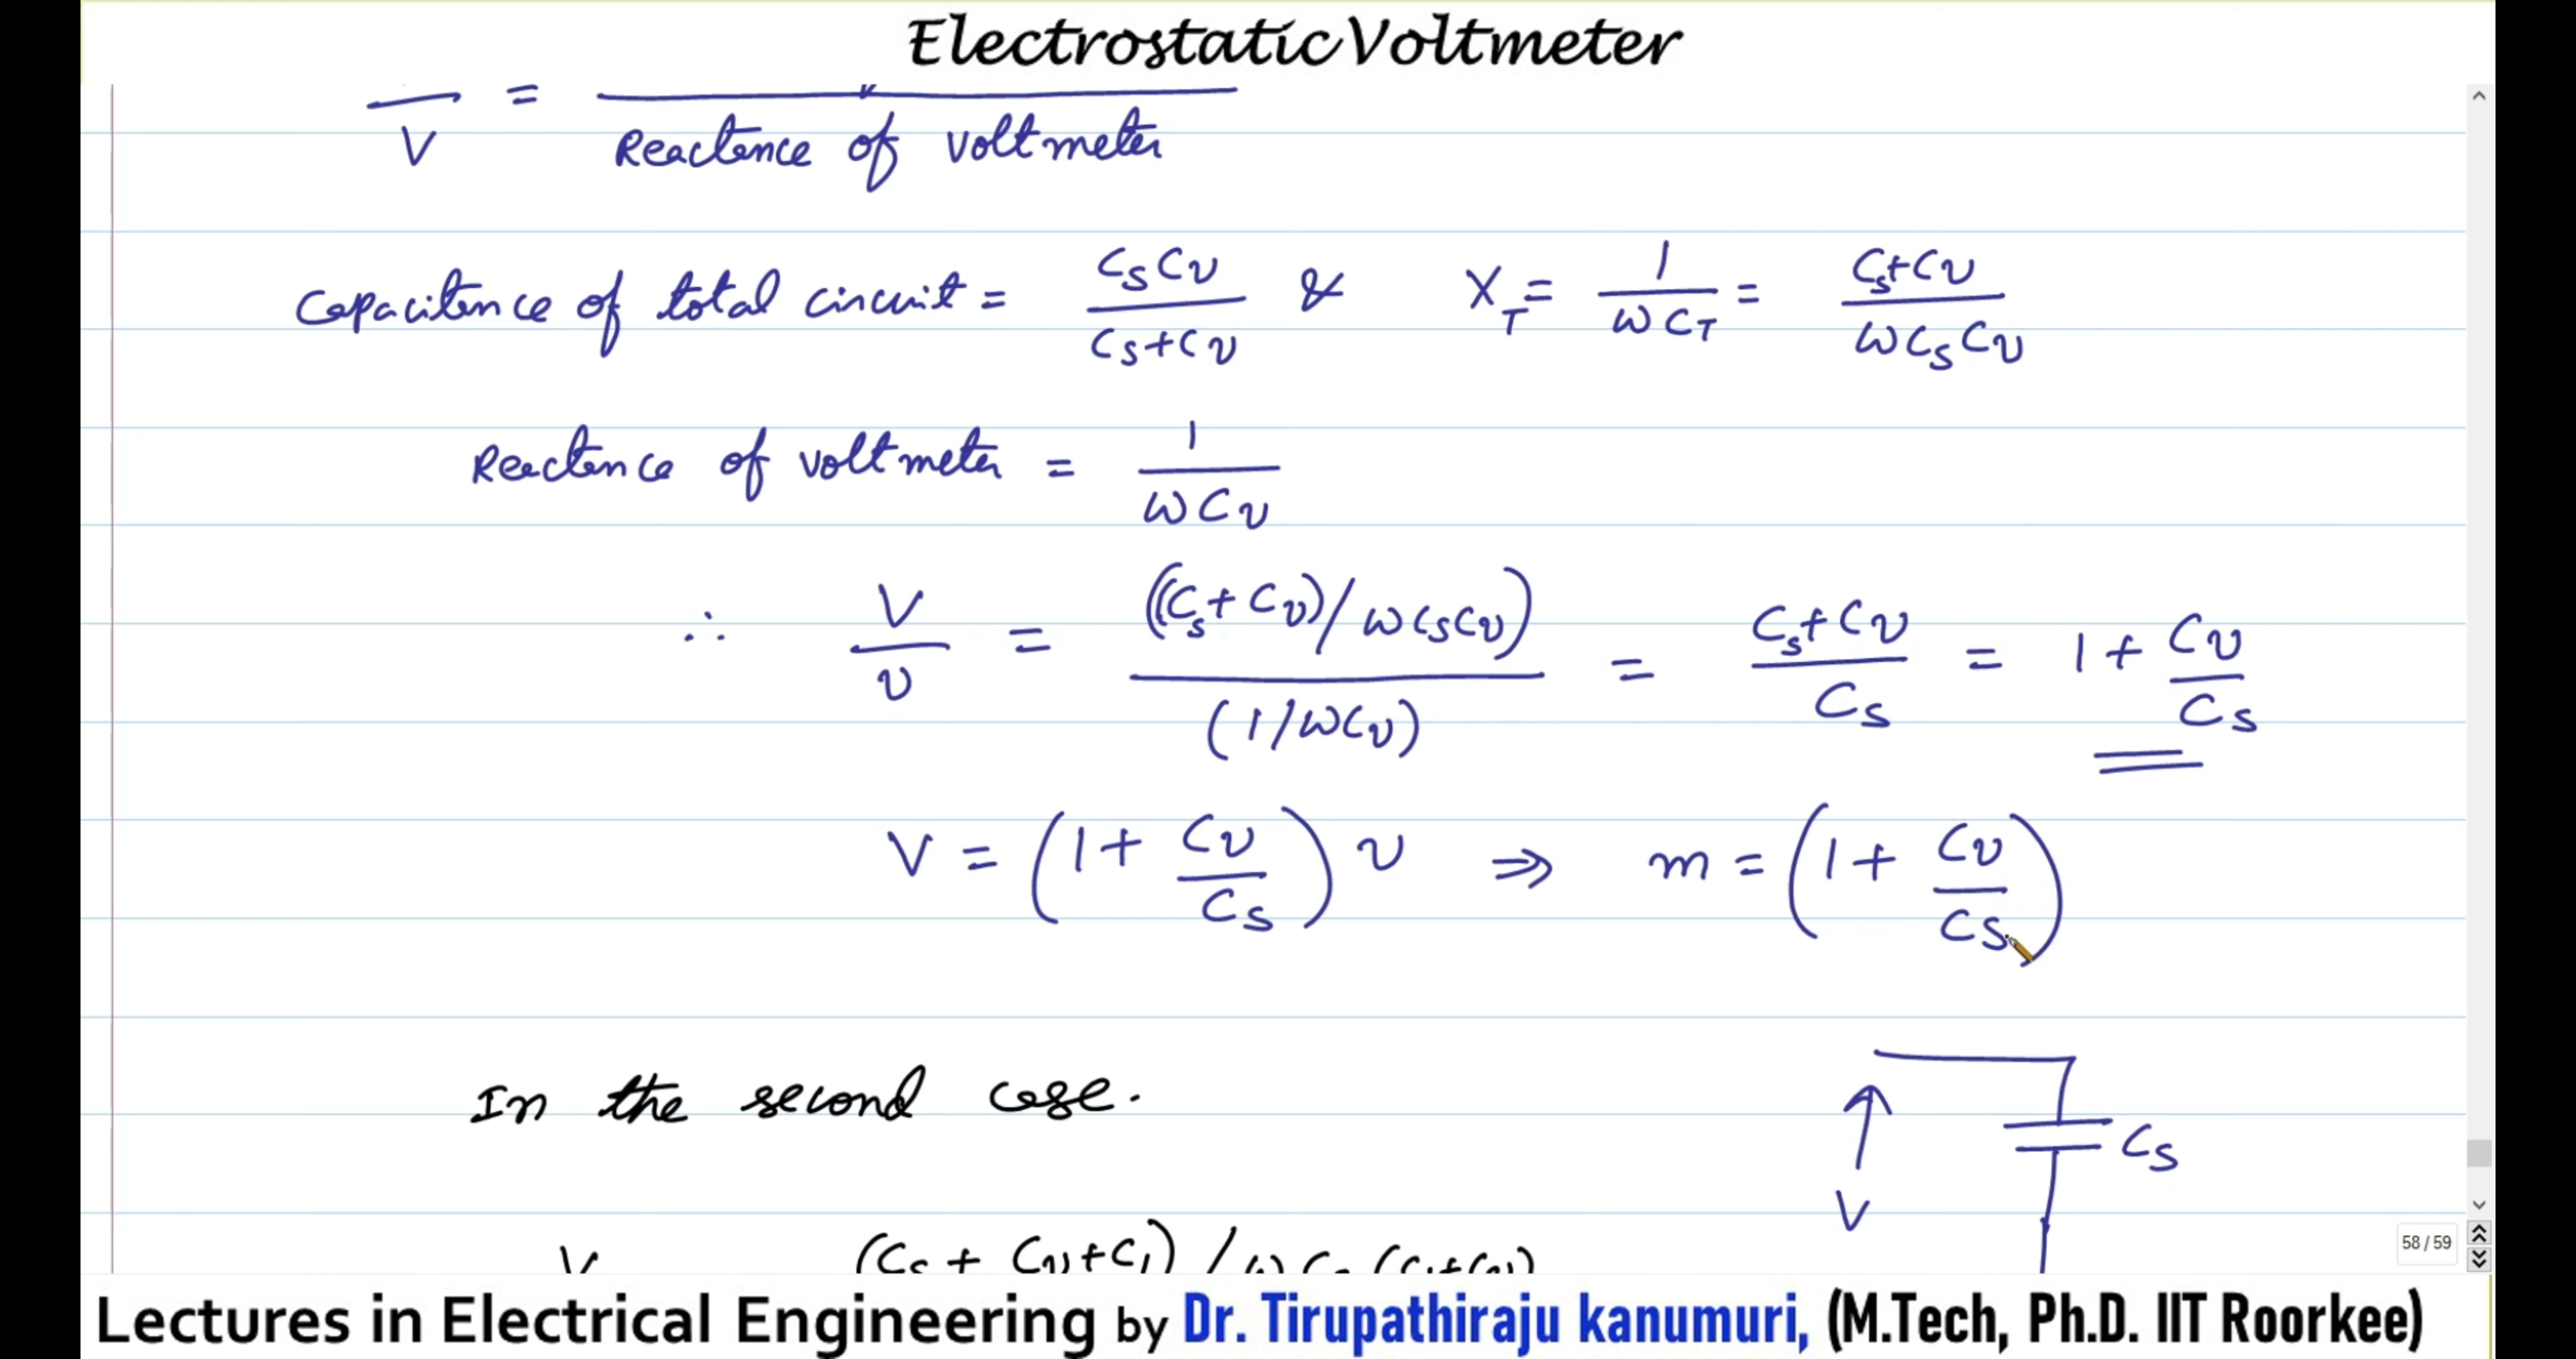 Electrostatic Voltmeter
V = Reactance of voltmeter
Capacitance of total circuit = CsCv / Cs+Cv & XT = 1 / ωCT = Cs+Cv / ωCsCv
Reactance of voltmeter = 1 / ωCv
∴ V / v = ((Cs+Cv)/ωCsCv) / (1/ωCv) = Cs+Cv / Cs = 1 + Cv / Cs
V = (1 + Cv / Cs) v ⇒ m = (1 + Cv / Cs)
In the second case.
Cs
V
V (Cs + Cv + C1) / ω
58 / 59
Lectures in Electrical Engineering by Dr. Tirupathiraju kanumuri, (M.Tech, Ph.D. IIT Roorkee)